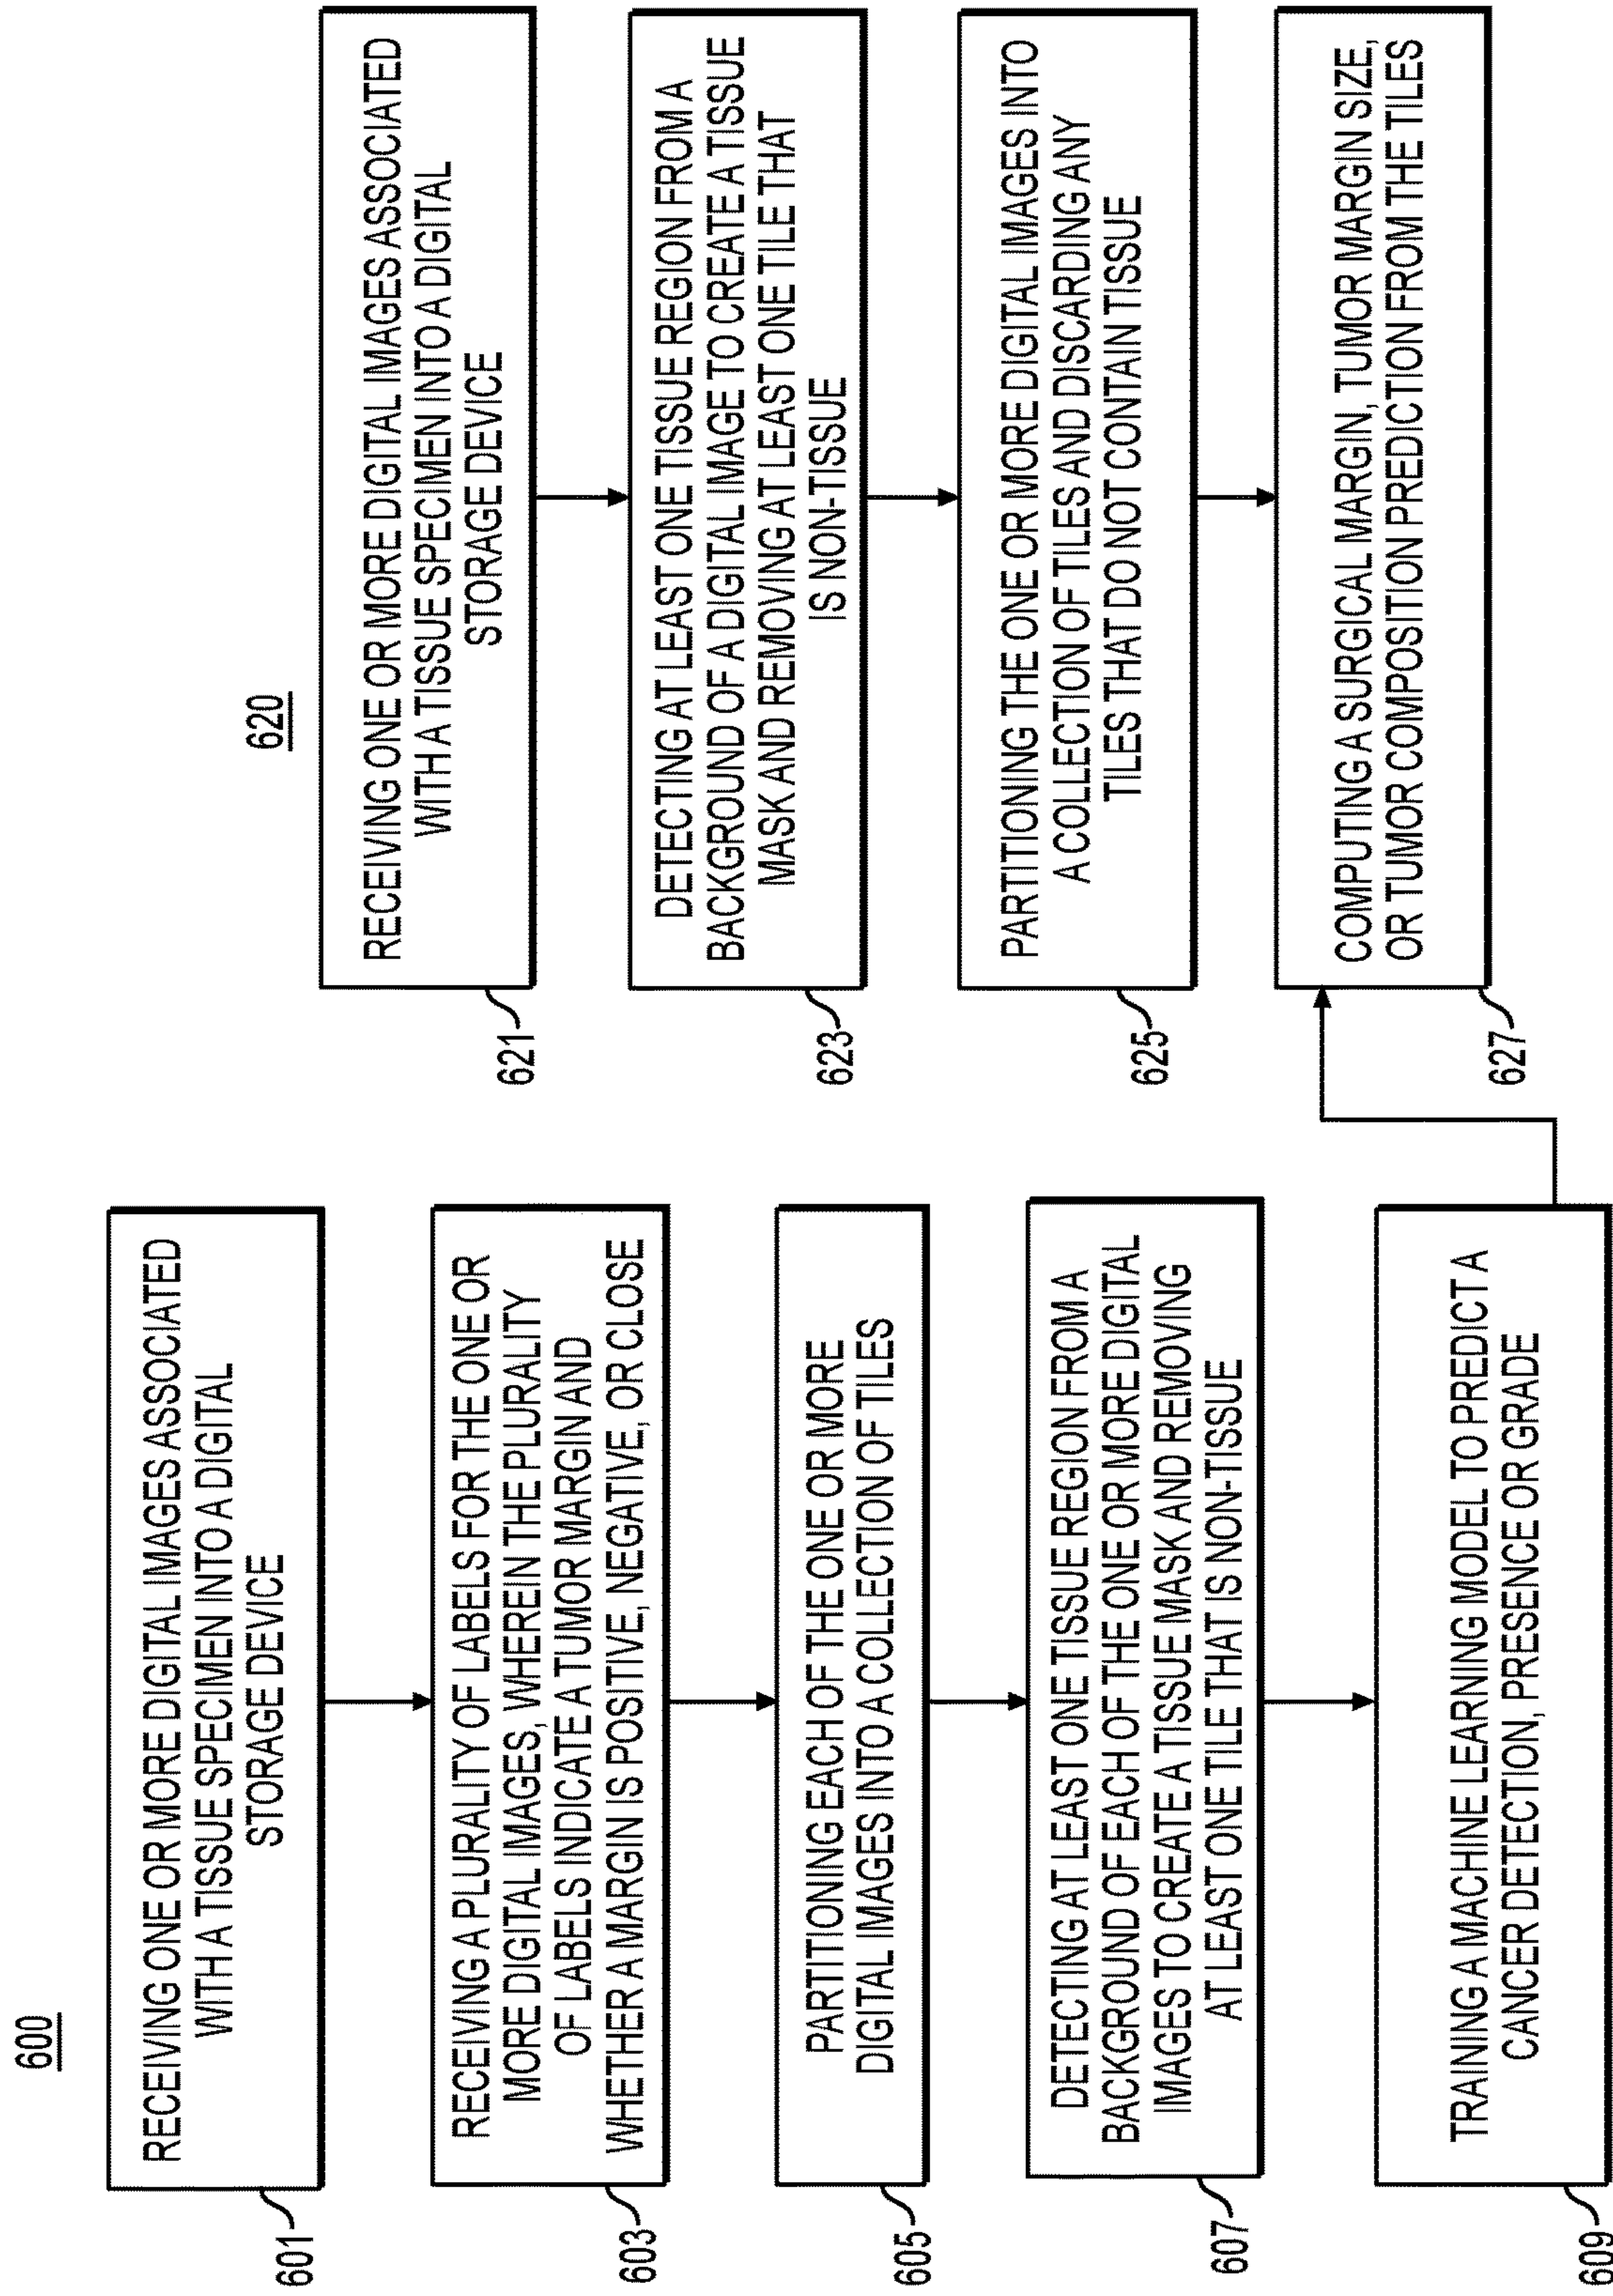 600
RECEIVING ONE OR MORE DIGITAL IMAGES ASSOCIATED
WITH A TISSUE SPECIMEN INTO A DIGITAL
STORAGE DEVICE
601
RECEIVING A PLURALITY OF LABELS FOR THE ONE OR
MORE DIGITAL IMAGES, WHEREIN THE PLURALITY
OF LABELS INDICATE A TUMOR MARGIN AND
WHETHER A MARGIN IS POSITIVE, NEGATIVE, OR CLOSE
603
PARTITIONING EACH OF THE ONE OR MORE
DIGITAL IMAGES INTO A COLLECTION OF TILES
605
DETECTING AT LEAST ONE TISSUE REGION FROM A
BACKGROUND OF EACH OF THE ONE OR MORE DIGITAL
IMAGES TO CREATE A TISSUE MASK AND REMOVING
AT LEAST ONE TILE THAT IS NON-TISSUE
607
TRAINING A MACHINE LEARNING MODEL TO PREDICT A
CANCER DETECTION, PRESENCE OR GRADE
609
620
RECEIVING ONE OR MORE DIGITAL IMAGES ASSOCIATED
WITH A TISSUE SPECIMEN INTO A DIGITAL
STORAGE DEVICE
621
DETECTING AT LEAST ONE TISSUE REGION FROM A
BACKGROUND OF A DIGITAL IMAGE TO CREATE A TISSUE
MASK AND REMOVING AT LEAST ONE TILE THAT
IS NON-TISSUE
623
PARTITIONING THE ONE OR MORE DIGITAL IMAGES INTO
A COLLECTION OF TILES AND DISCARDING ANY
TILES THAT DO NOT CONTAIN TISSUE
625
COMPUTING A SURGICAL MARGIN, TUMOR MARGIN SIZE,
OR TUMOR COMPOSITION PREDICTION FROM THE TILES
627